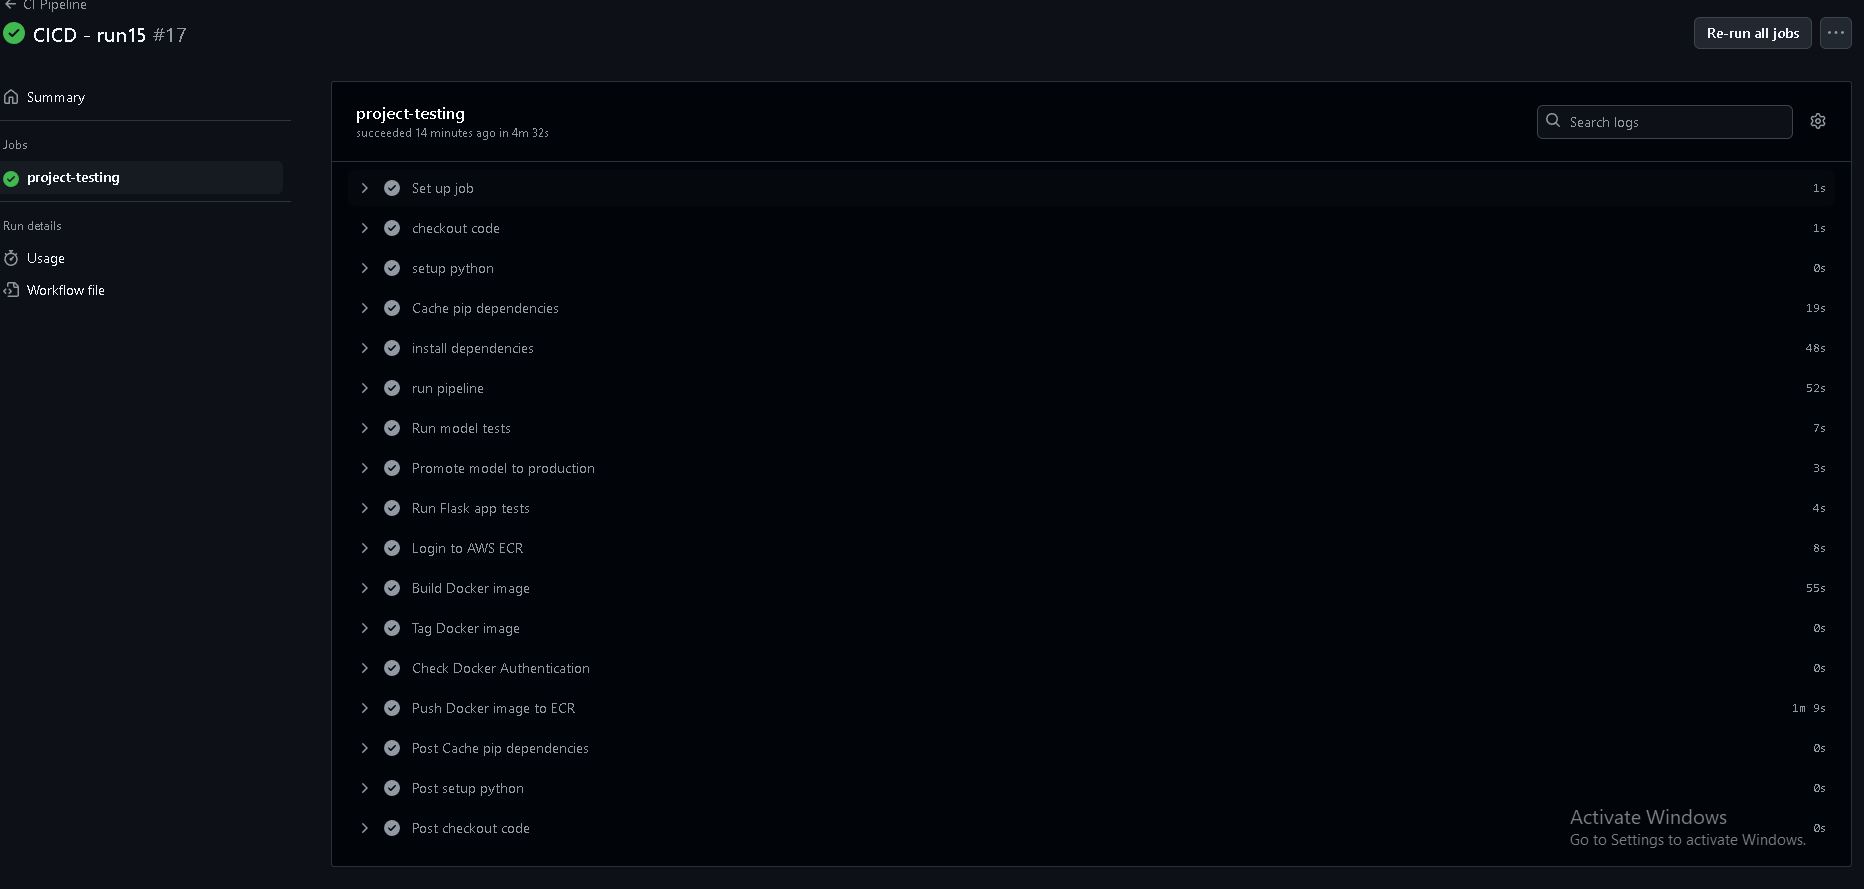 CI Pipeline
CICD - run15 #17
Re-run all jobs
Summary
Jobs
project-testing
Run details
Usage
Workflow file
project-testing
succeeded 14 minutes ago in 4m 32s
Search logs
Set up job 1s
checkout code 1s
setup python 0s
Cache pip dependencies 19s
install dependencies 48s
run pipeline 52s
Run model tests 7s
Promote model to production 3s
Run Flask app tests 4s
Login to AWS ECR 8s
Build Docker image 55s
Tag Docker image 0s
Check Docker Authentication 0s
Push Docker image to ECR 1m 9s
Post Cache pip dependencies 0s
Post setup python 0s
Post checkout code 0s
Activate Windows
Go to Settings to activate Windows.